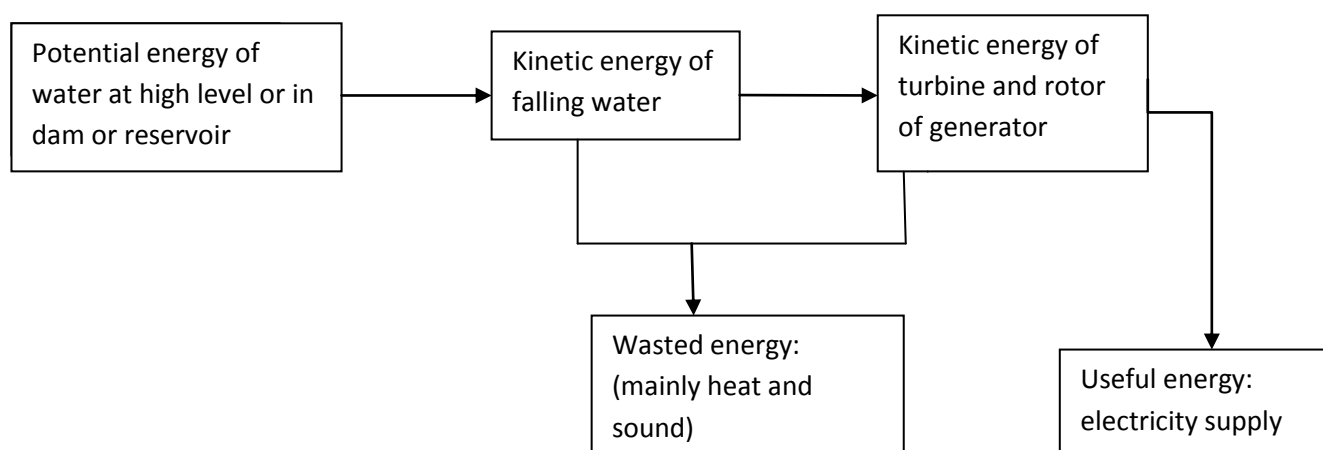 Potential energy of
water at high level or in
dam or reservoir
Kinetic energy of
falling water
Kinetic energy of
turbine and rotor
of generator
Wasted energy:
(mainly heat and
sound)
Useful energy:
electricity supply